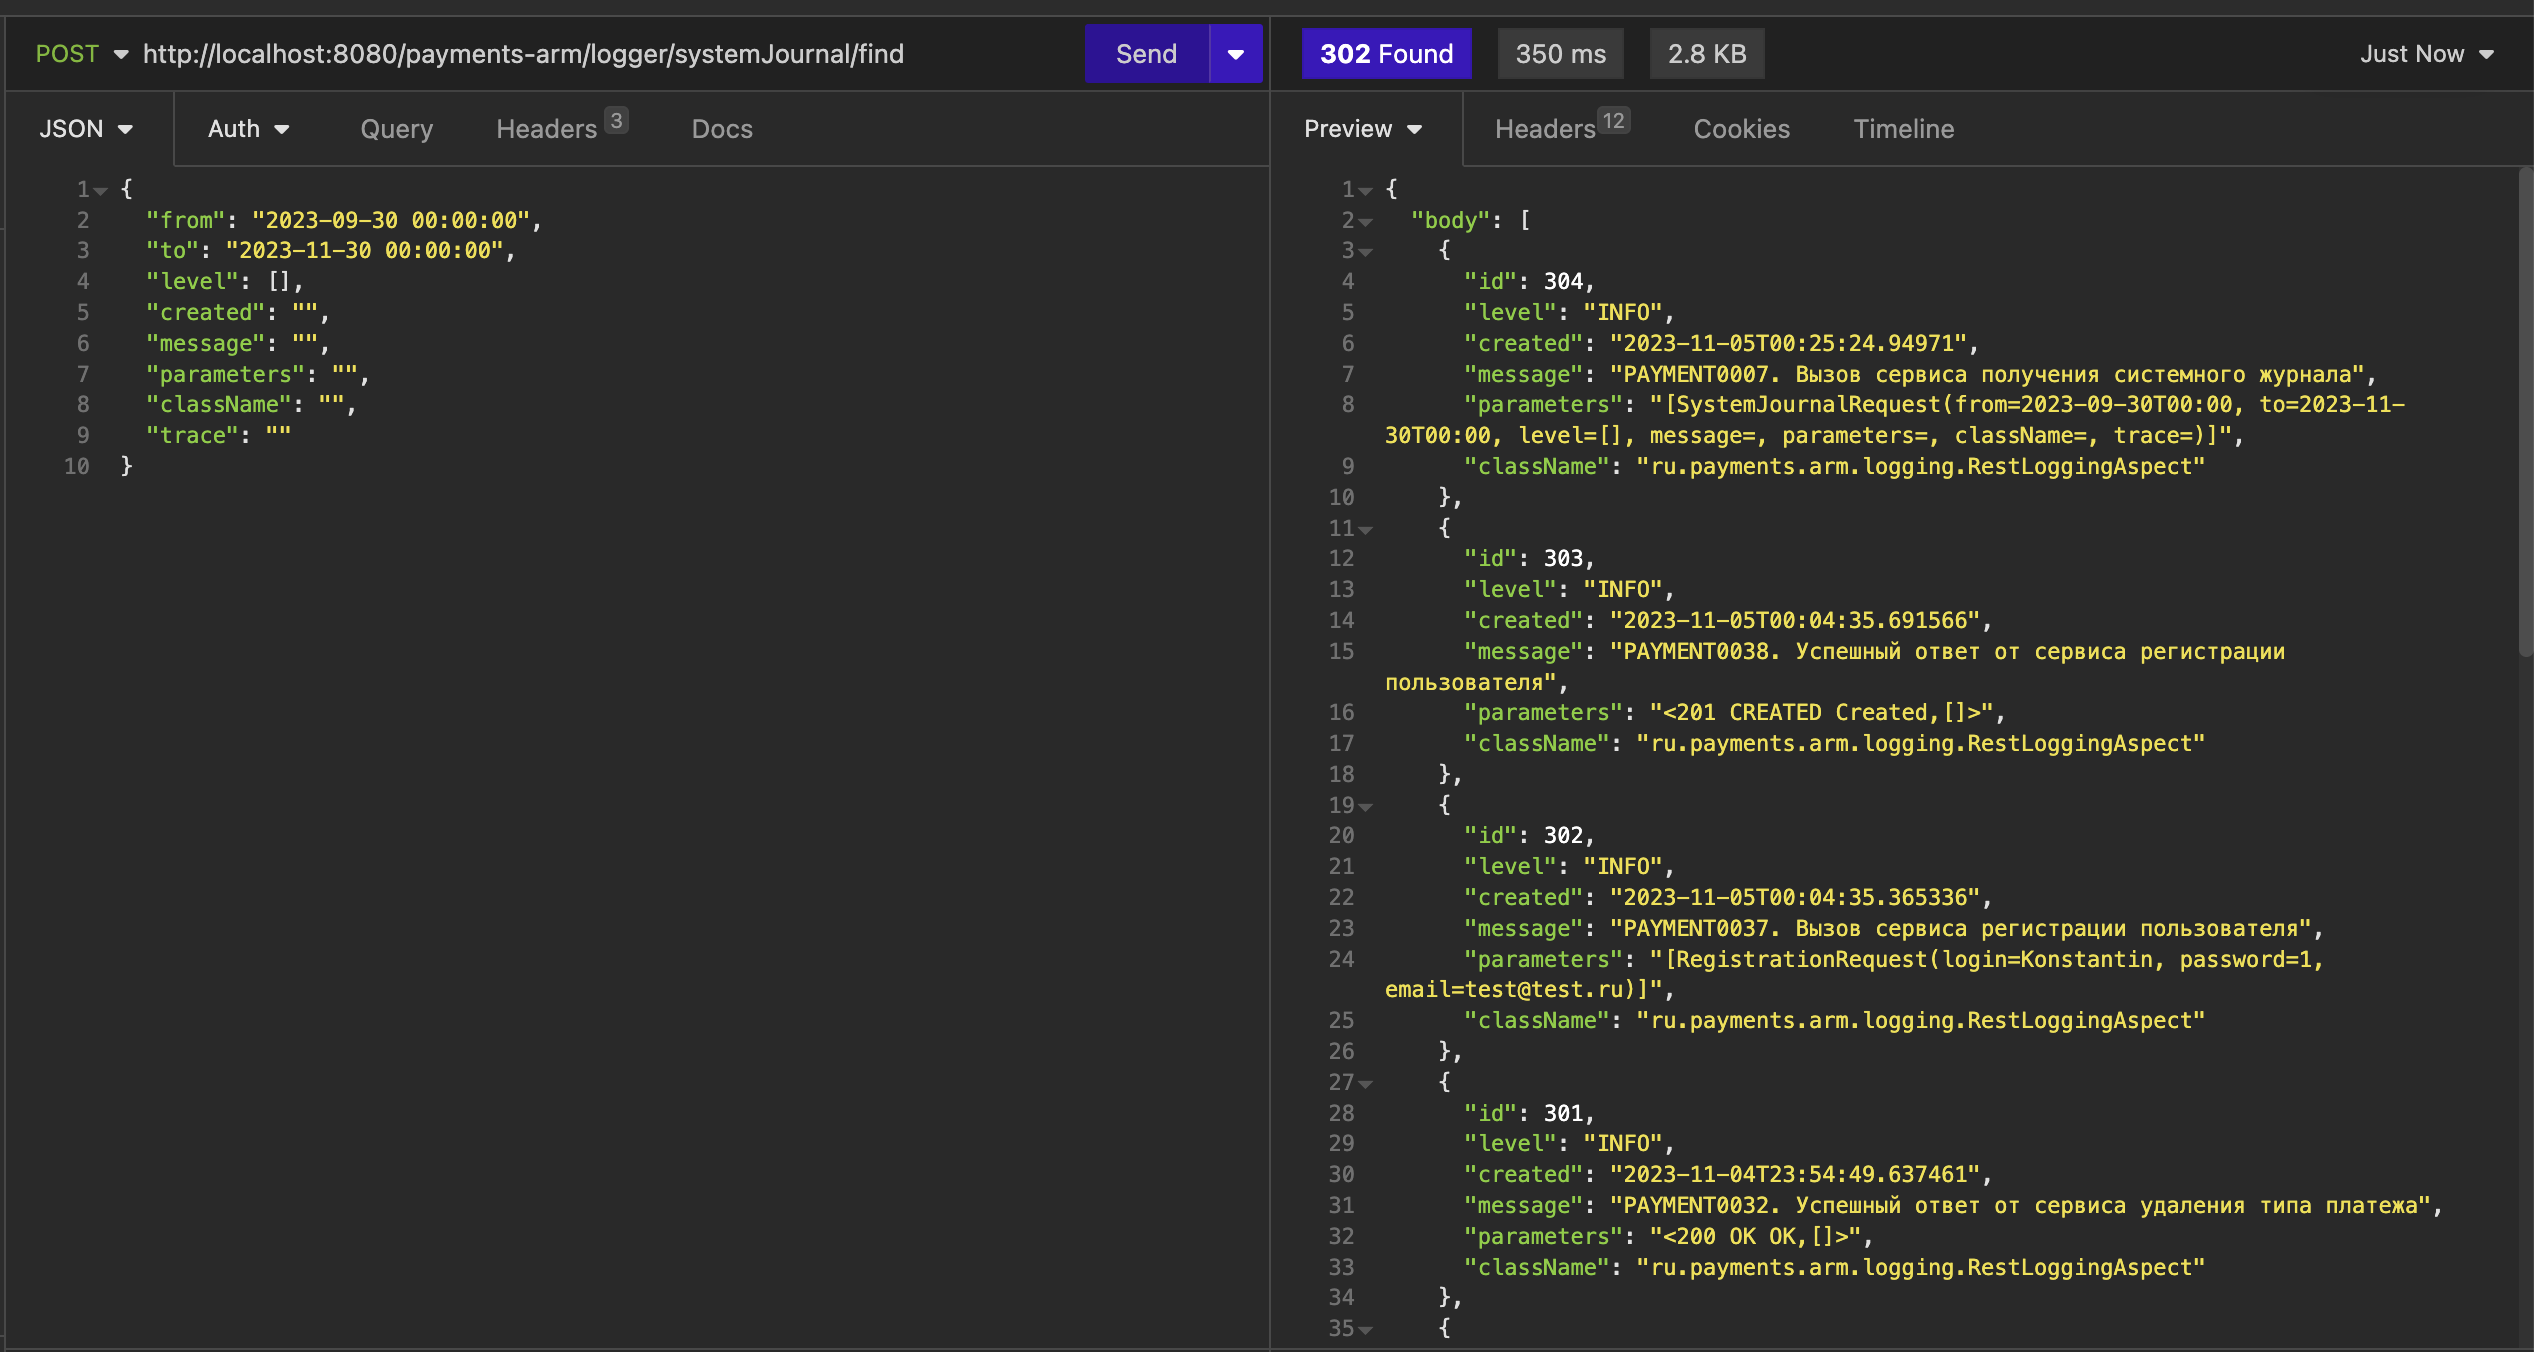 POST http://localhost:8080/payments-arm/logger/systemJournal/find Send
JSON Auth Query Headers 3 Docs
1 {
2 "from": "2023-09-30 00:00:00",
3 "to": "2023-11-30 00:00:00",
4 "level": [],
5 "created": "",
6 "message": "",
7 "parameters": "",
8 "className": "",
9 "trace": ""
10 }
302 Found 350 ms 2.8 KB Just Now
Preview Headers 12 Cookies Timeline
1 {
2 "body": [
3 {
4 "id": 304,
5 "level": "INFO",
6 "created": "2023-11-05T00:25:24.94971",
7 "message": "PAYMENT0007. Вызов сервиса получения системного журнала",
8 "parameters": "[SystemJournalRequest(from=2023-09-30T00:00, to=2023-11-
30T00:00, level=[], message=, parameters=, className=, trace=)]",
9 "className": "ru.payments.arm.logging.RestLoggingAspect"
10 },
11 {
12 "id": 303,
13 "level": "INFO",
14 "created": "2023-11-05T00:04:35.691566",
15 "message": "PAYMENT0038. Успешный ответ от сервиса регистрации
пользователя",
16 "parameters": "<201 CREATED Created,[]>",
17 "className": "ru.payments.arm.logging.RestLoggingAspect"
18 },
19 {
20 "id": 302,
21 "level": "INFO",
22 "created": "2023-11-05T00:04:35.365336",
23 "message": "PAYMENT0037. Вызов сервиса регистрации пользователя",
24 "parameters": "[RegistrationRequest(login=Konstantin, password=1,
email=test@test.ru)]",
25 "className": "ru.payments.arm.logging.RestLoggingAspect"
26 },
27 {
28 "id": 301,
29 "level": "INFO",
30 "created": "2023-11-04T23:54:49.637461",
31 "message": "PAYMENT0032. Успешный ответ от сервиса удаления типа платежа",
32 "parameters": "<200 OK OK,[]>",
33 "className": "ru.payments.arm.logging.RestLoggingAspect"
34 },
35 {